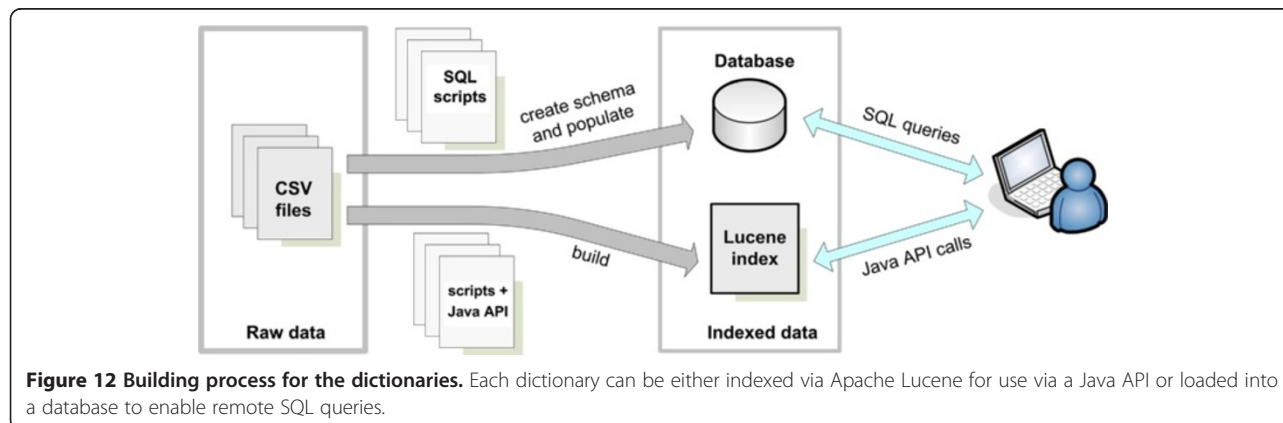 SQL
scripts
create schema
and populate
Database
SQL queries
CSV
files
Lucene
index
build
Java API calls
scripts +
Java API
Raw data
Indexed data
Figure 12 Building process for the dictionaries. Each dictionary can be either indexed via Apache Lucene for use via a Java API or loaded into
a database to enable remote SQL queries.